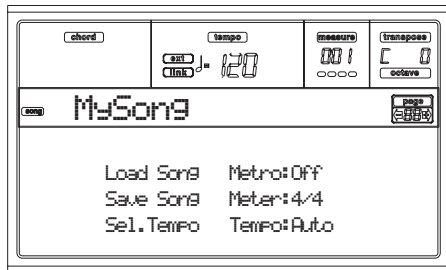 chord tempo measure transpose
ext
link ♩= 120 001 C 0
octave
song MySong page
88
Load Song Metro:Off
Save Song Meter:4/4
Sel.Tempo Tempo:Auto